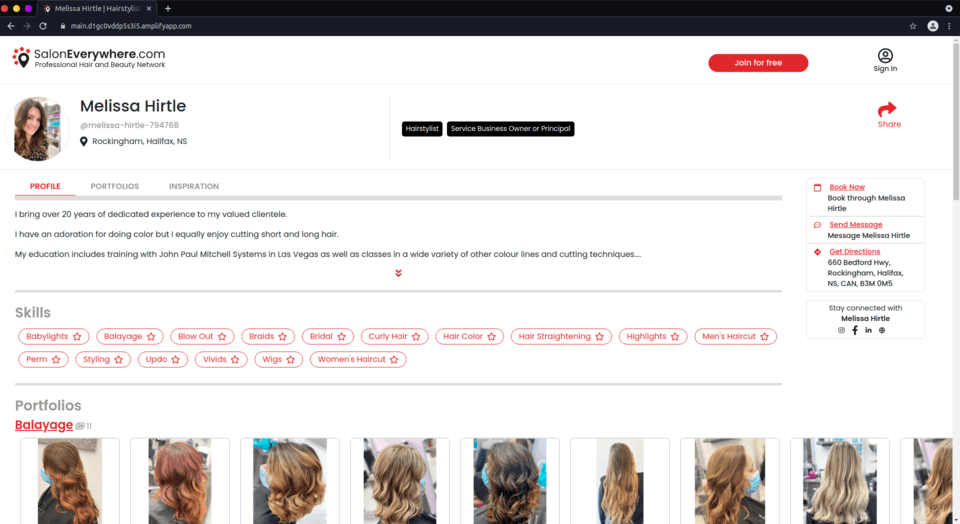 Melissa Hirtle | Hairstylist
main.d1gc0vddp5s3i5.amplifyapp.com
SalonEverywhere.com
Professional Hair and Beauty Network
Join for free
Sign In
Melissa Hirtle
@melissa-hirtle-794768
Rockingham, Halifax, NS
Hairstylist
Service Business Owner or Principal
Share
PROFILE
PORTFOLIOS
INSPIRATION
I bring over 20 years of dedicated experience to my valued clientele.
I have an adoration for doing color but I equally enjoy cutting short and long hair.
My education includes training with John Paul Mitchell Systems in Las Vegas as well as classes in a wide variety of other colour lines and cutting techniques....
Book Now
Book through Melissa
Hirtle
Send Message
Message Melissa Hirtle
Get Directions
660 Bedford Hwy,
Rockingham, Halifax,
NS, CAN, B3M 0M5
Stay connected with
Melissa Hirtle
Skills
Babylights
Balayage
Blow Out
Braids
Bridal
Curly Hair
Hair Color
Hair Straightening
Highlights
Men's Haircut
Perm
Styling
Updo
Vivids
Wigs
Women's Haircut
Portfolios
Balayage 11